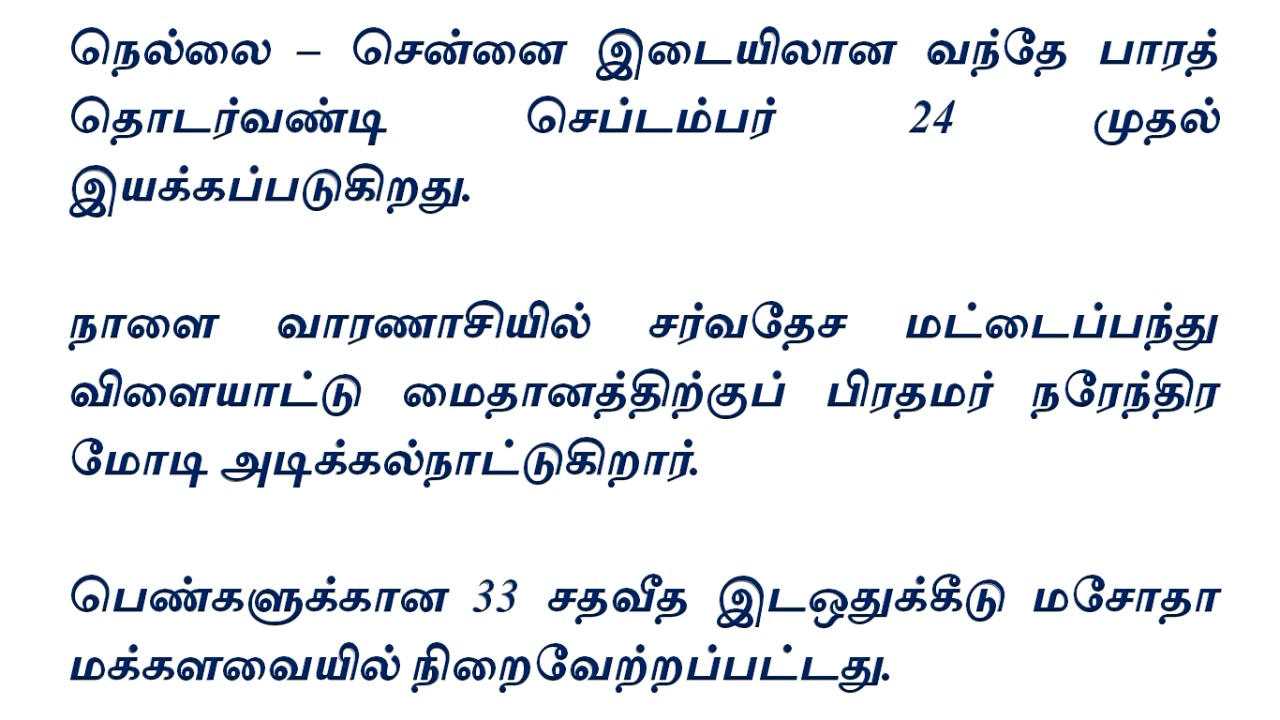 நெல்லை – சென்னை இடையிலான வந்தே பாரத்
தொடர்வண்டி செப்டம்பர் 24 முதல்
இயக்கப்படுகிறது.
நாளை வாரணாசியில் சர்வதேச மட்டைப்பந்து
விளையாட்டு மைதானத்திற்குப் பிரதமர் நரேந்திர
மோடி அடிக்கல்நாட்டுகிறார்.
பெண்களுக்கான 33 சதவீத இடஒதுக்கீடு மசோதா
மக்களவையில் நிறைவேற்றப்பட்டது.